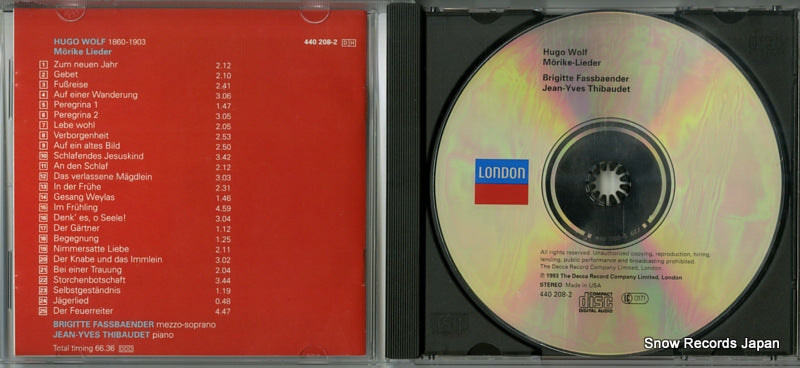 HUGO WOLF 1860-1903 440 208-2 DH
Mörike Lieder
1 Zum neuen Jahr 2.12
2 Gebet 2.10
3 Fußreise 2.41
4 Auf einer Wanderung 3.06
5 Peregrina 1 1.47
6 Peregrina 2 3.05
7 Lebe wohl 2.05
8 Verborgenheit 2.53
9 Auf ein altes Bild 2.50
10 Schlafendes Jesuskind 3.42
11 An den Schlaf 2.12
12 Das verlassene Mägdlein 3.03
13 In der Frühe 2.31
14 Gesang Weylas 1.46
15 Im Frühling 4.59
16 Denk' es, o Seele! 3.04
17 Der Gärtner 1.12
18 Begegnung 1.25
19 Nimmersatte Liebe 2.11
20 Der Knabe und das Immlein 3.02
21 Bei einer Trauung 2.04
22 Storchenbotschaft 3.44
23 Selbstgeständnis 1.19
24 Jägerlied 0.48
25 Der Feuerreiter 4.47
BRIGITTE FASSBAENDER mezzo-soprano
JEAN-YVES THIBAUDET piano
Total timing 66.36 DDD
Hugo Wolf
Mörike-Lieder
Brigitte Fassbaender
Jean-Yves Thibaudet
LONDON
All rights reserved. Unauthorized copying, reproduction, hiring,
lending, public performance and broadcasting prohibited.
The Decca Record Company Limited, London.
℗ 1993 The Decca Record Company Limited, London
STEREO Made in USA
440 208-2
COMPACT
disc
DIGITAL AUDIO
0171
Snow Records Japan